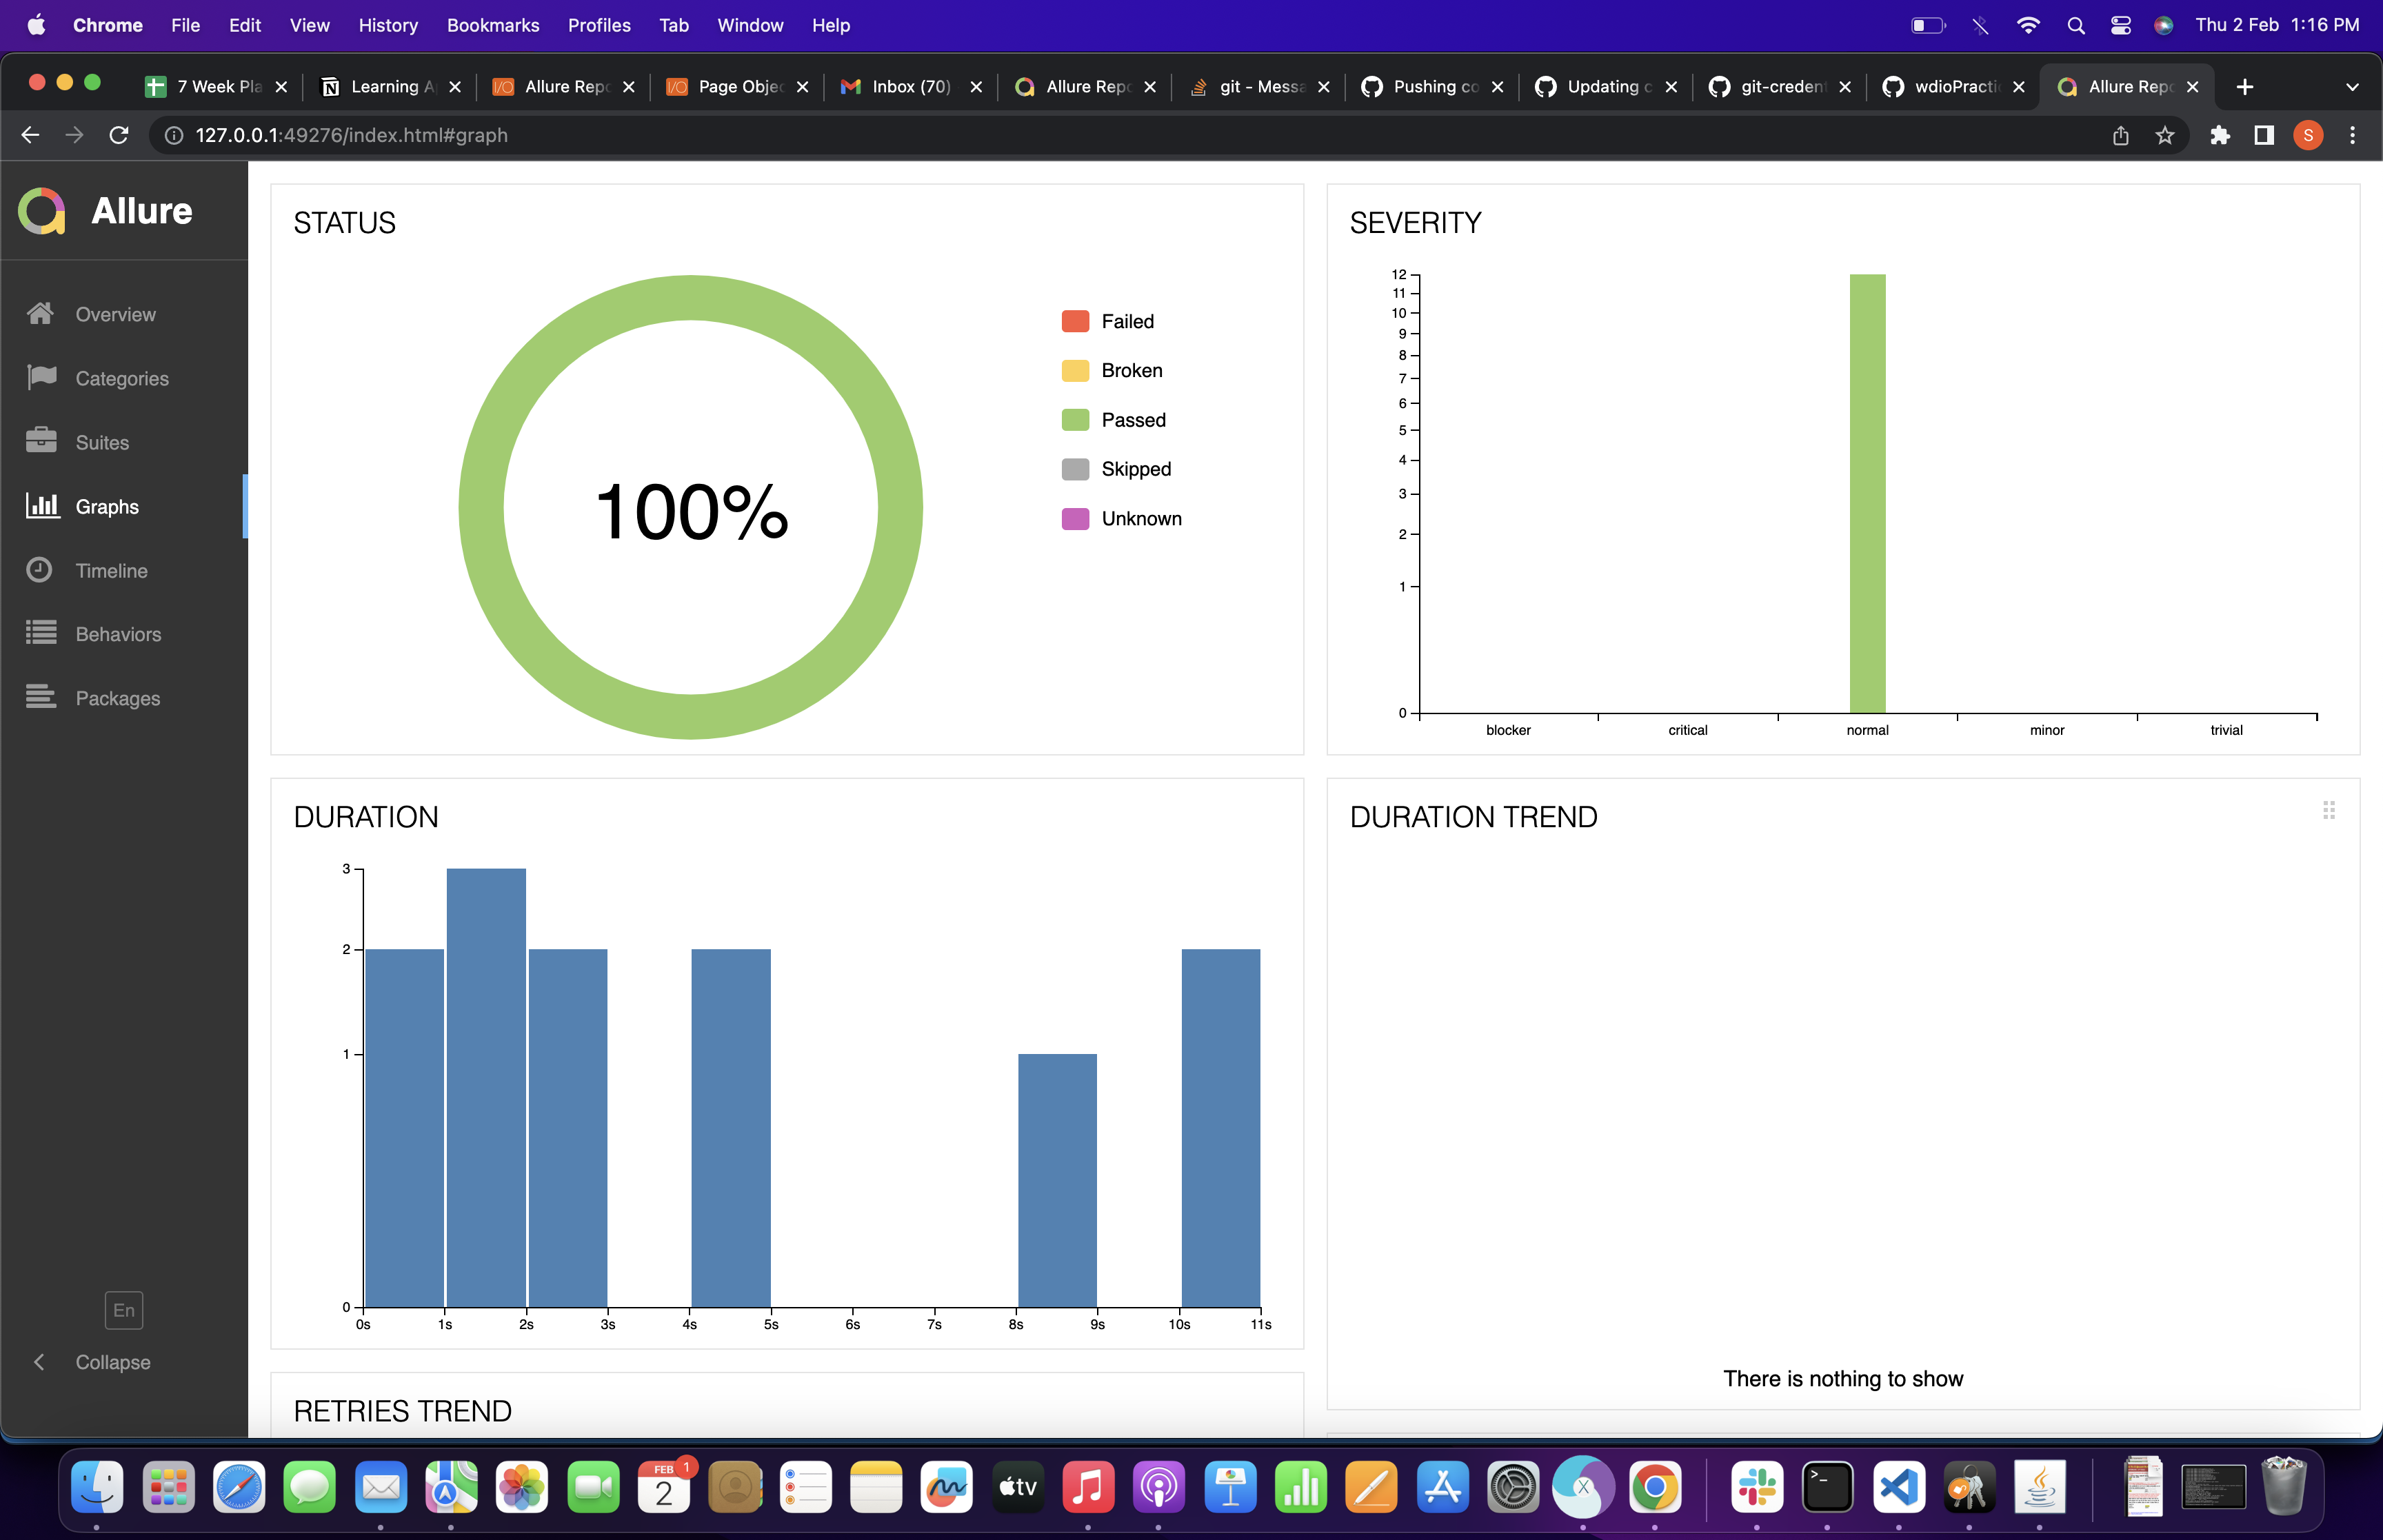 Chrome File Edit View History Bookmarks Profiles Tab Window Help Thu 2 Feb 1:16 PM
7 Week Pla Learning A Allure Repo Page Objec Inbox (70) Allure Repo git - Messa Pushing co Updating c git-creden wdioPracti Allure Repo
127.0.0.1:49276/index.html#graph S
Allure
Overview
Categories
Suites
Graphs
Timeline
Behaviors
Packages
En
Collapse
STATUS
100%
Failed
Broken
Passed
Skipped
Unknown
SEVERITY
12
11
10
9
8
7
6
5
4
3
2
1
0
blocker critical normal minor trivial
DURATION
3
2
1
0
0s 1s 2s 3s 4s 5s 6s 7s 8s 9s 10s 11s
DURATION TREND
There is nothing to show
RETRIES TREND
FEB 1
2
tv
X